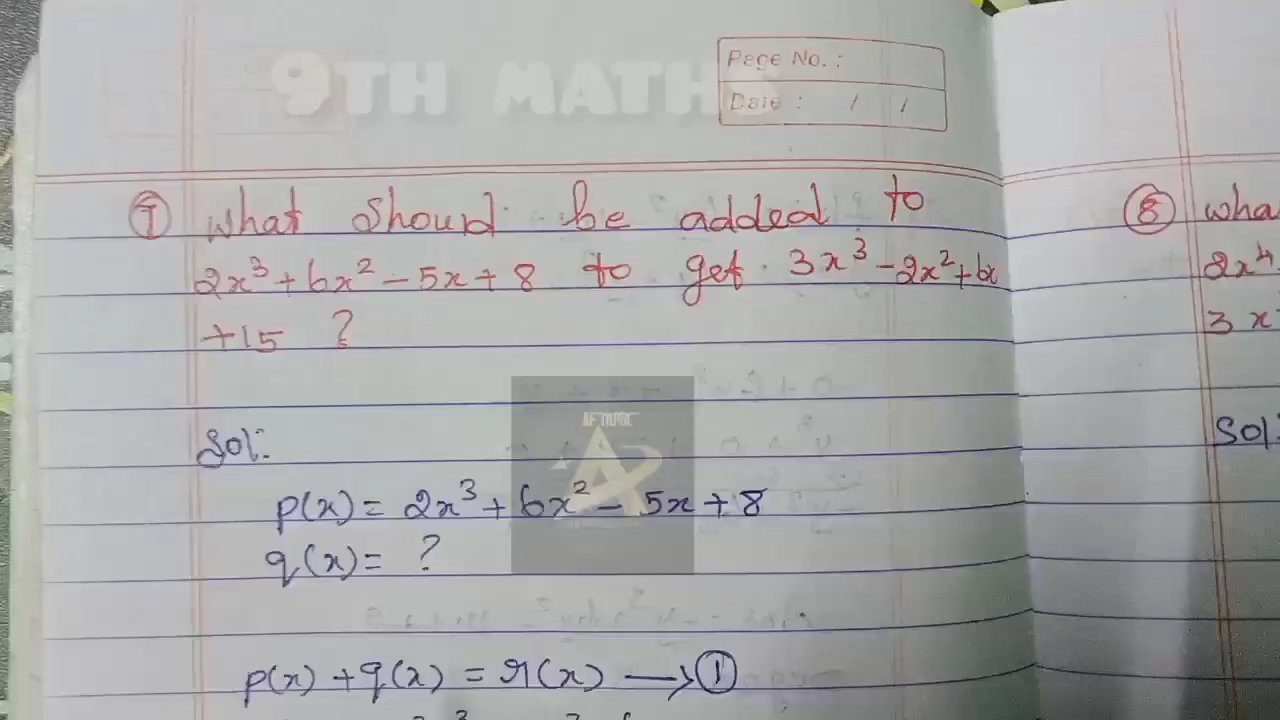 9TH MATHS
Page No. :
Date : / /
⑦ What should be added to
2x³ + 6x² - 5x + 8 to get 3x³ - 2x² + 6x
+15 ?
Sol:
p(x) = 2x³ + 6x² - 5x + 8
q(x) = ?
p(x) + q(x) = r(x) → ①
⑧ wha
2x⁴
3x
Sol: